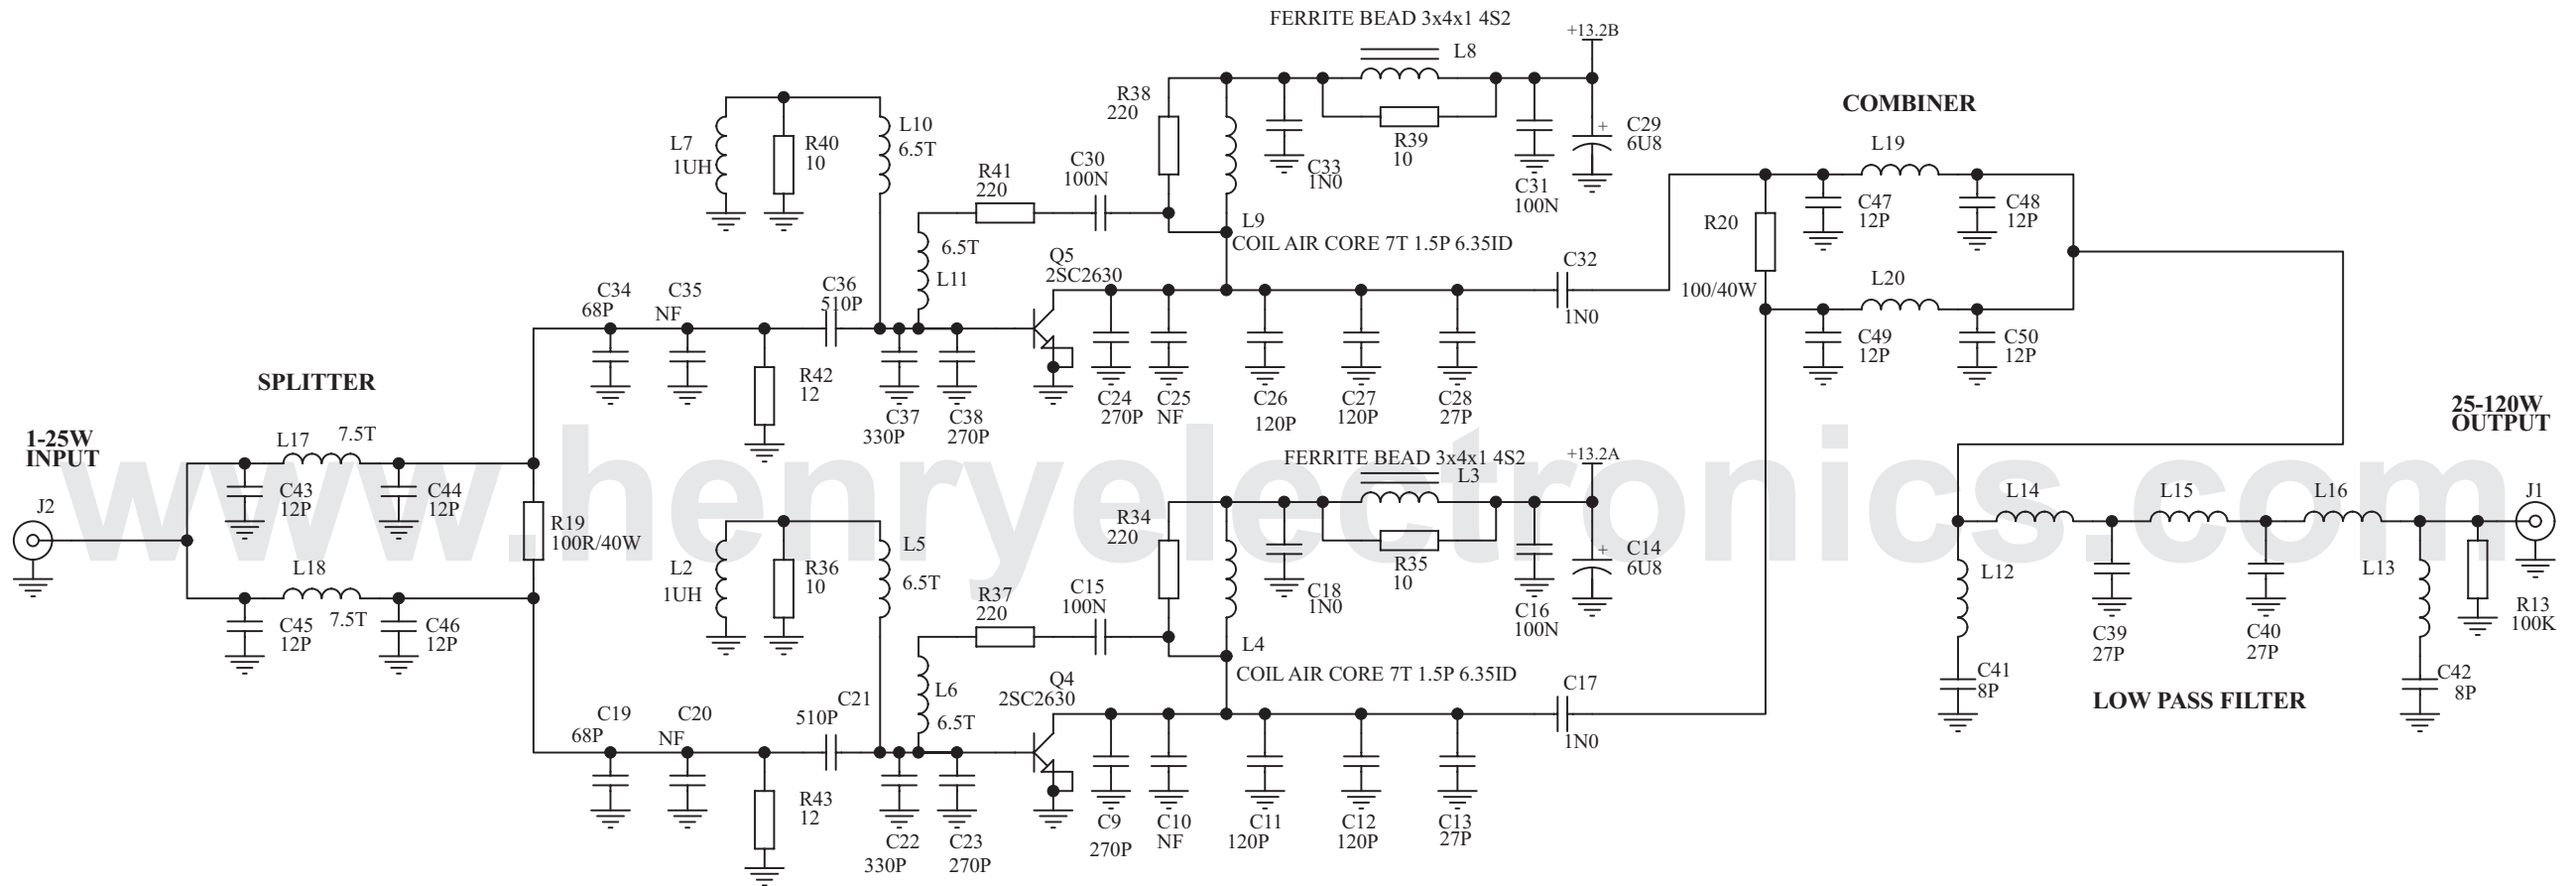 FERRITE BEAD 3x4x1 4S2
+13.2B
L8
R38
220
COMBINER
L7
1UH
R40
10
L10
6.5T
R39
10
C29
6U8
+
C33
1N0
C31
100N
L19
R41
220
C30
100N
C47
12P
C48
12P
R20
100/40W
L9
COIL AIR CORE 7T 1.5P 6.35ID
6.5T
L11
Q5
2SC2630
C32
1N0
L20
C34
68P
C35
NF
C36
510P
C49
12P
C50
12P
SPLITTER
R42
12
C37
330P
C38
270P
C24
270P
C25
NF
C26
120P
C27
120P
C28
27P
1-25W
INPUT
J2
L17
7.5T
C43
12P
C44
12P
R19
100R/40W
L18
7.5T
C45
12P
C46
12P
www.henryelectronics.com
FERRITE BEAD 3x4x1 4S2
+13.2A
L3
R34
220
L2
1UH
R36
10
L5
6.5T
R35
10
C14
6U8
+
C18
1N0
C16
100N
R37
220
C15
100N
L4
COIL AIR CORE 7T 1.5P 6.35ID
L6
6.5T
Q4
2SC2630
C17
1N0
C19
68P
C20
NF
C21
510P
R43
12
C22
330P
C23
270P
C9
270P
C10
NF
C11
120P
C12
120P
C13
27P
25-120W
OUTPUT
J1
L14
L15
L16
L12
L13
C39
27P
C40
27P
R13
100K
C41
8P
C42
8P
LOW PASS FILTER